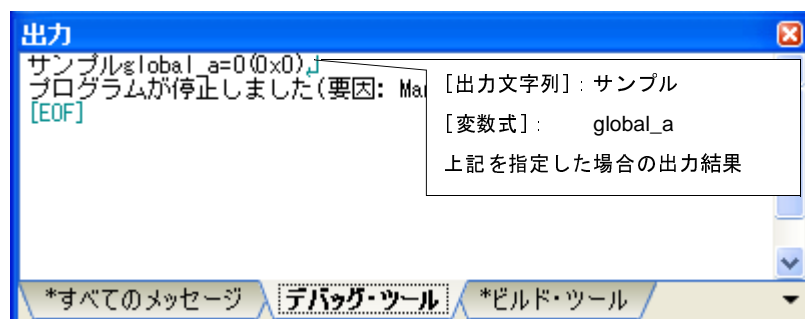 出力
サンプルglobal_a=0(0x0)↵
プログラムが停止しました(要因: Ma
[EOF]
[出力文字列]:サンプル
[変数式]: global_a
上記を指定した場合の出力結果
*すべてのメッセージ デバッグ・ツール *ビルド・ツール